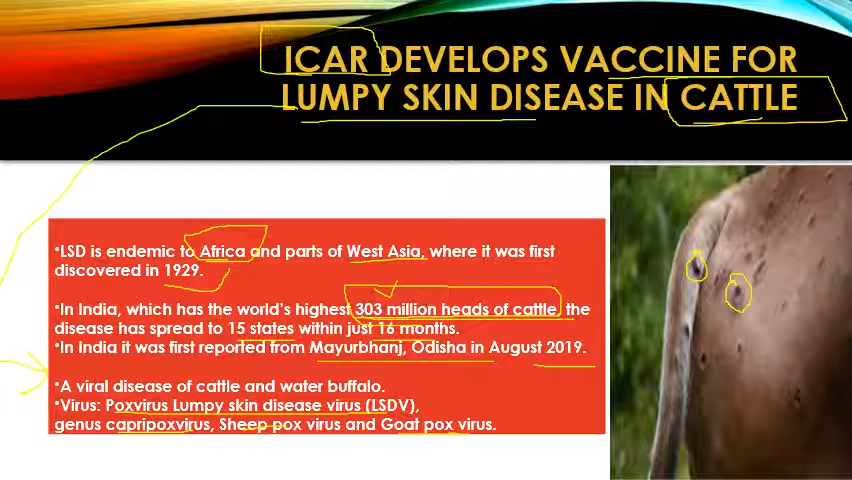 ICAR DEVELOPS VACCINE FOR
LUMPY SKIN DISEASE IN CATTLE
•LSD is endemic to Africa and parts of West Asia, where it was first
discovered in 1929.
•In India, which has the world's highest 303 million heads of cattle, the
disease has spread to 15 states within just 16 months.
•In India it was first reported from Mayurbhanj, Odisha in August 2019.
•A viral disease of cattle and water buffalo.
•Virus: Poxvirus Lumpy skin disease virus (LSDV),
genus capripoxvirus, Sheep pox virus and Goat pox virus.